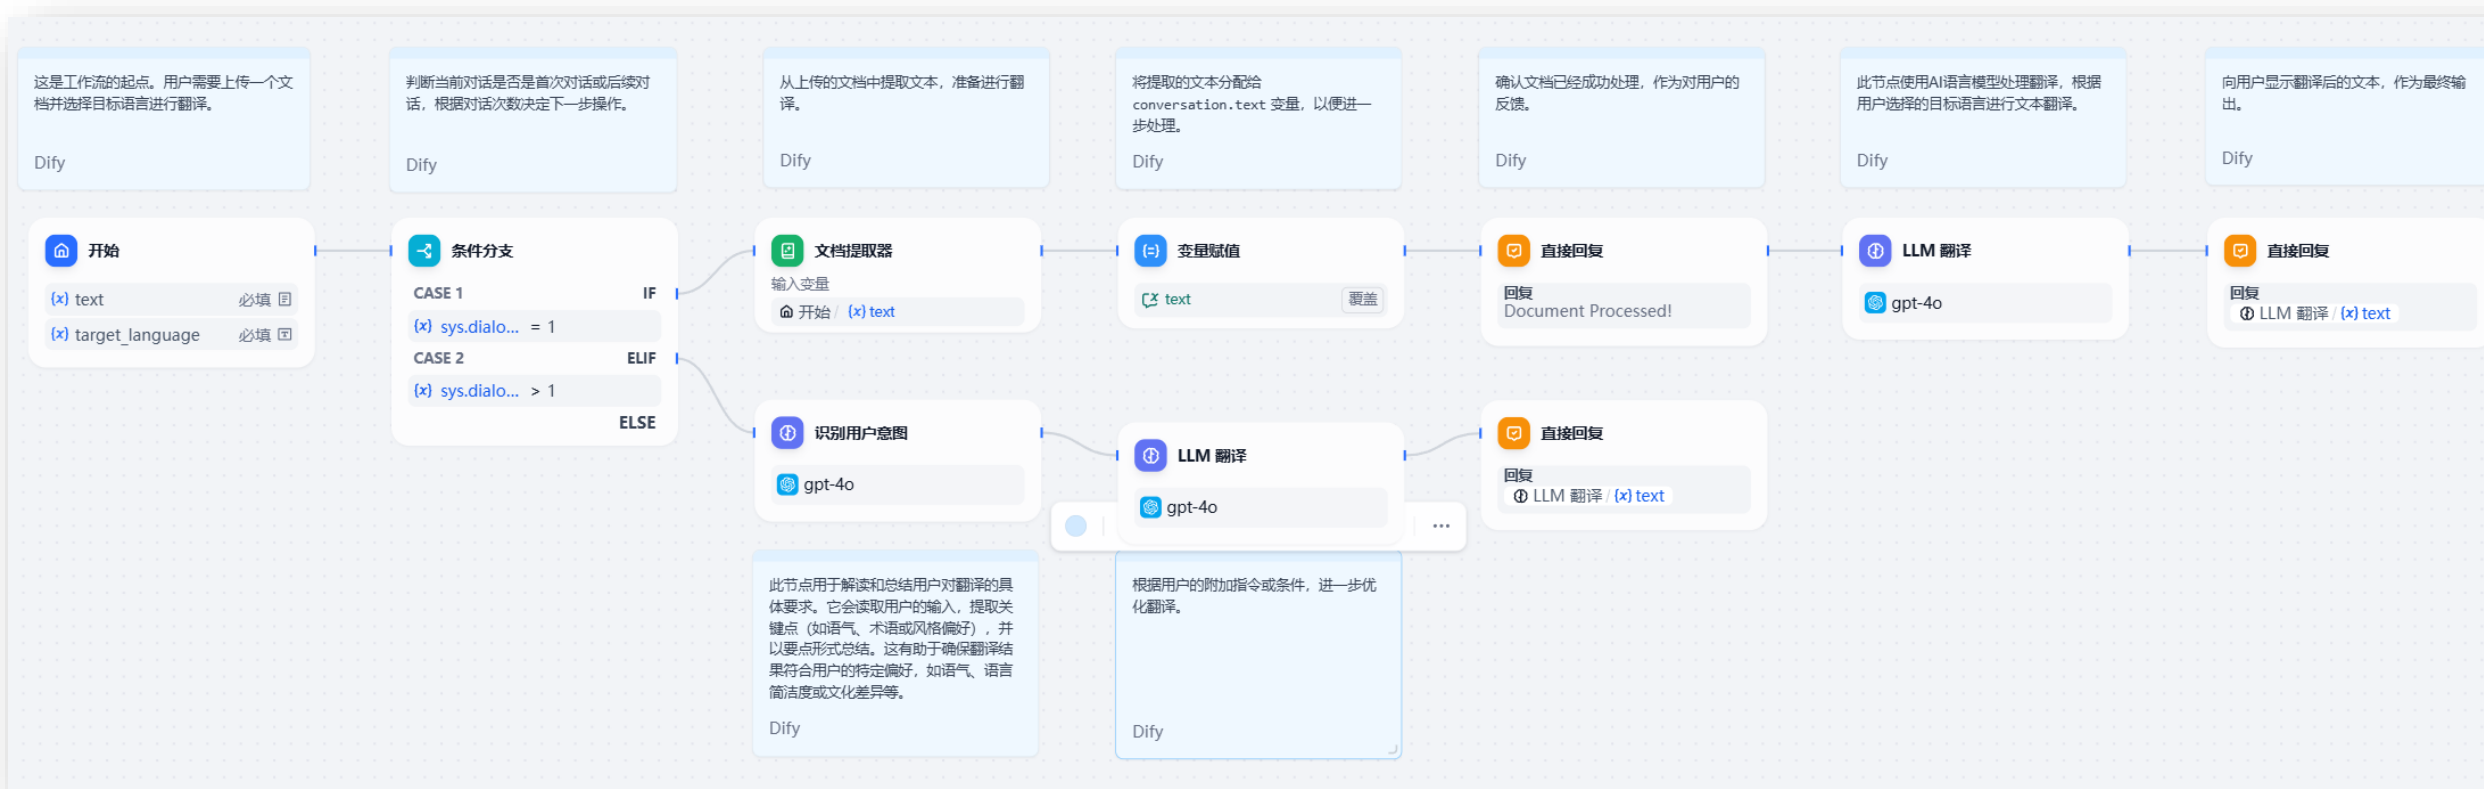 这是工作流的起点。用户需要上传一个文
档并选择目标语言进行翻译。
Dify
判断当前对话是否是首次对话或后续对
话，根据对话次数决定下一步操作。
Dify
从上传的文档中提取文本，准备进行翻
译。
Dify
将提取的文本分配给
conversation.text 变量，以便进一
步处理。
Dify
确认文档已经成功处理，作为对用户的
反馈。
Dify
此节点使用AI语言模型处理翻译，根据
用户选择的目标语言进行文本翻译。
Dify
向用户显示翻译后的文本，作为最终输
出。
Dify
开始
{x} text 必填
{x} target_language 必填
条件分支
CASE 1 IF
{x} sys.dialo... = 1
CASE 2 ELIF
{x} sys.dialo... > 1
ELSE
文档提取器
输入变量
开始 / {x} text
变量赋值
text 覆盖
直接回复
回复
Document Processed!
LLM 翻译
gpt-4o
直接回复
回复
LLM 翻译 / {x} text
识别用户意图
gpt-4o
LLM 翻译
gpt-4o
直接回复
回复
LLM 翻译 / {x} text
此节点用于解读和总结用户对翻译的具
体要求。它会读取用户的输入，提取关
键点（如语气、术语或风格偏好），并
以要点形式总结。这有助于确保翻译结
果符合用户的特定偏好，如语气、语言
简洁度或文化差异等。
Dify
根据用户的附加指令或条件，进一步优
化翻译。
Dify